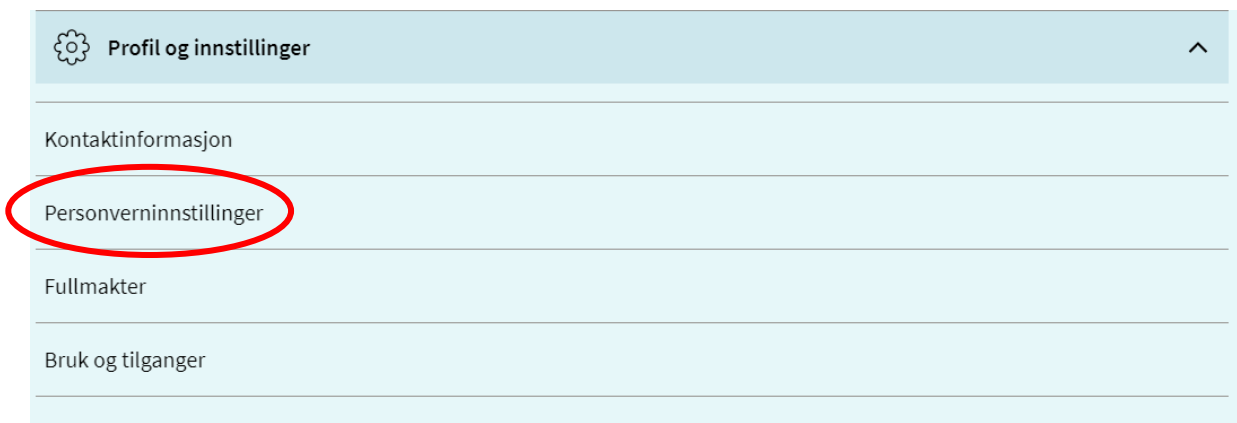 Profil og innstillinger
Kontaktinformasjon
Personverninnstillinger
Fullmakter
Bruk og tilganger